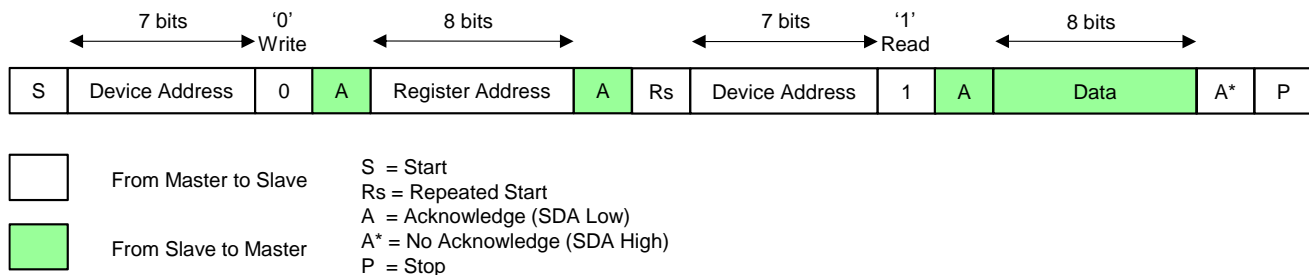 7 bits ‘0’ 8 bits 7 bits ‘1’ 8 bits
Write Read
S Device Address 0 A Register Address A Rs Device Address 1 A Data A* P
From Master to Slave
From Slave to Master
S = Start
Rs = Repeated Start
A = Acknowledge (SDA Low)
A* = No Acknowledge (SDA High)
P = Stop